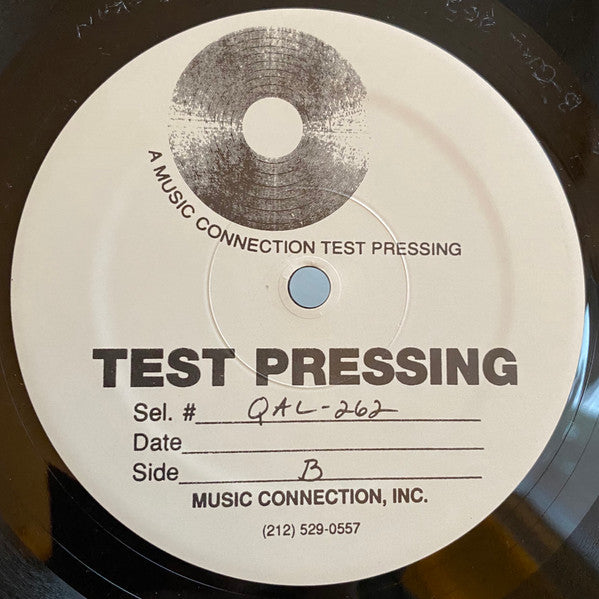 A MUSIC CONNECTION TEST PRESSING
TEST PRESSING
Sel. # QAL-262
Date
Side B
MUSIC CONNECTION, INC.
(212) 529-0557